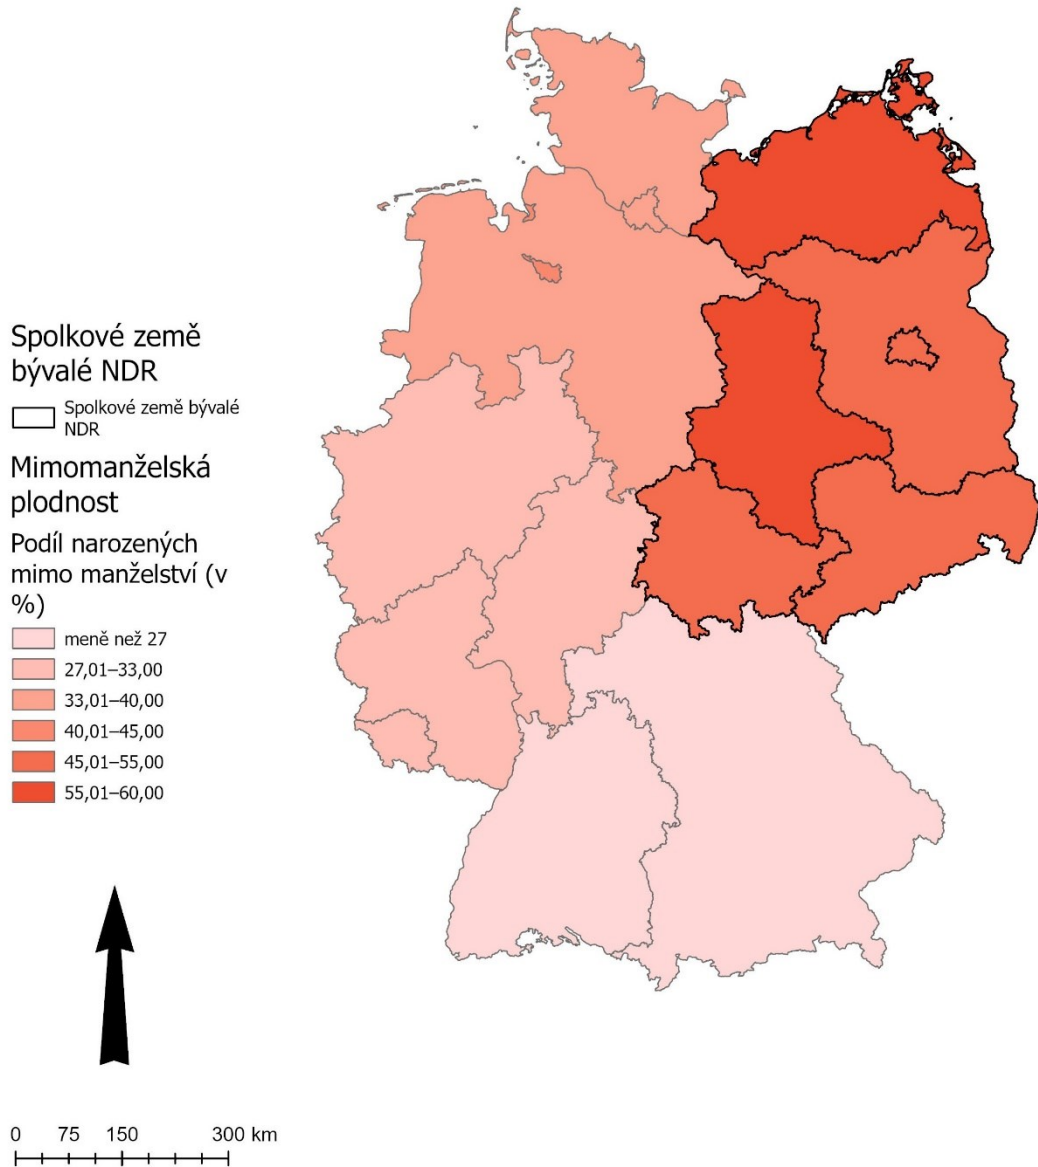 Spolkové země
bývalé NDR
Spolkové země bývalé
NDR
Mimomanželská
plodnost
Podíl narozených
mimo manželství (v
%)
meně než 27
27,01–33,00
33,01–40,00
40,01–45,00
45,01–55,00
55,01–60,00
0 75 150 300 km